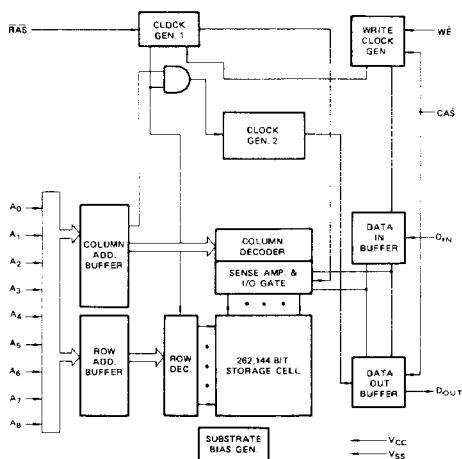 RAS
CLOCK
GEN. 1
WRITE
CLOCK
GEN
WE
CAS
CLOCK
GEN. 2
A0
A1
A2
A3
A4
A5
A6
A7
A8
COLUMN
ADD.
BUFFER
COLUMN
DECODER
SENSE AMP. &
I/O GATE
DATA
IN
BUFFER
DIN
ROW
ADD.
BUFFER
ROW
DEC.
262,144 BIT
STORAGE CELL
DATA
OUT
BUFFER
DOUT
SUBSTRATE
BIAS GEN.
VCC
VSS